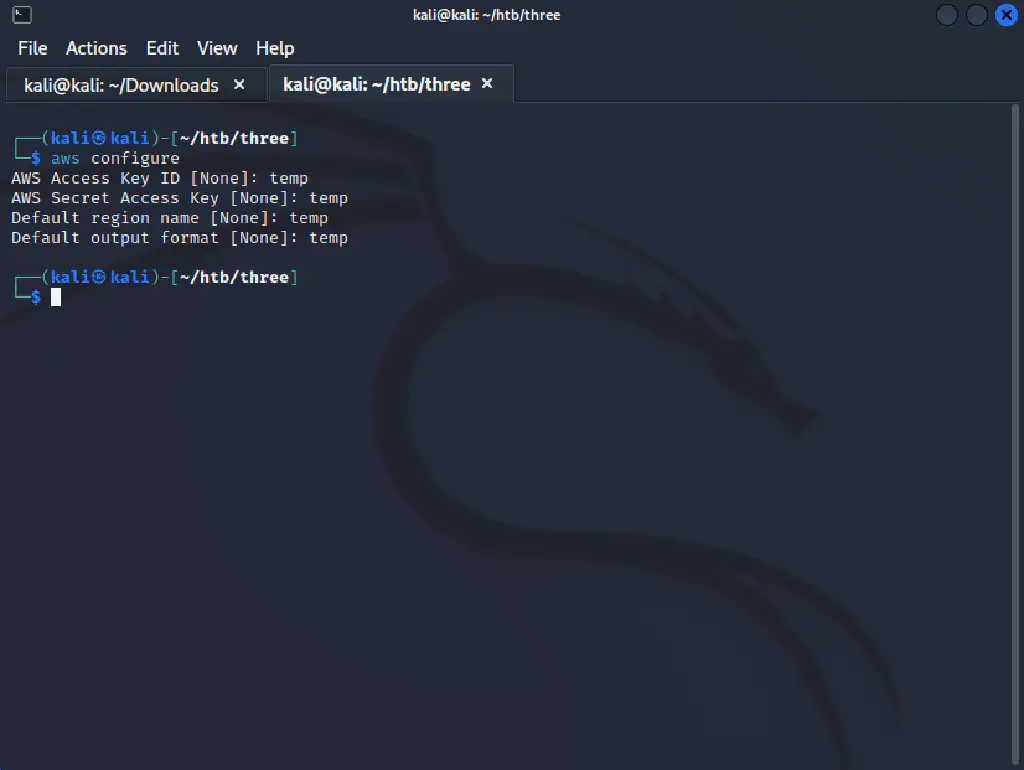 kali@kali: ~/htb/three
File Actions Edit View Help
kali@kali: ~/Downloads × kali@kali: ~/htb/three ×
┌──(kali㉿kali)-[~/htb/three]
└─$ aws configure
AWS Access Key ID [None]: temp
AWS Secret Access Key [None]: temp
Default region name [None]: temp
Default output format [None]: temp
┌──(kali㉿kali)-[~/htb/three]
└─$